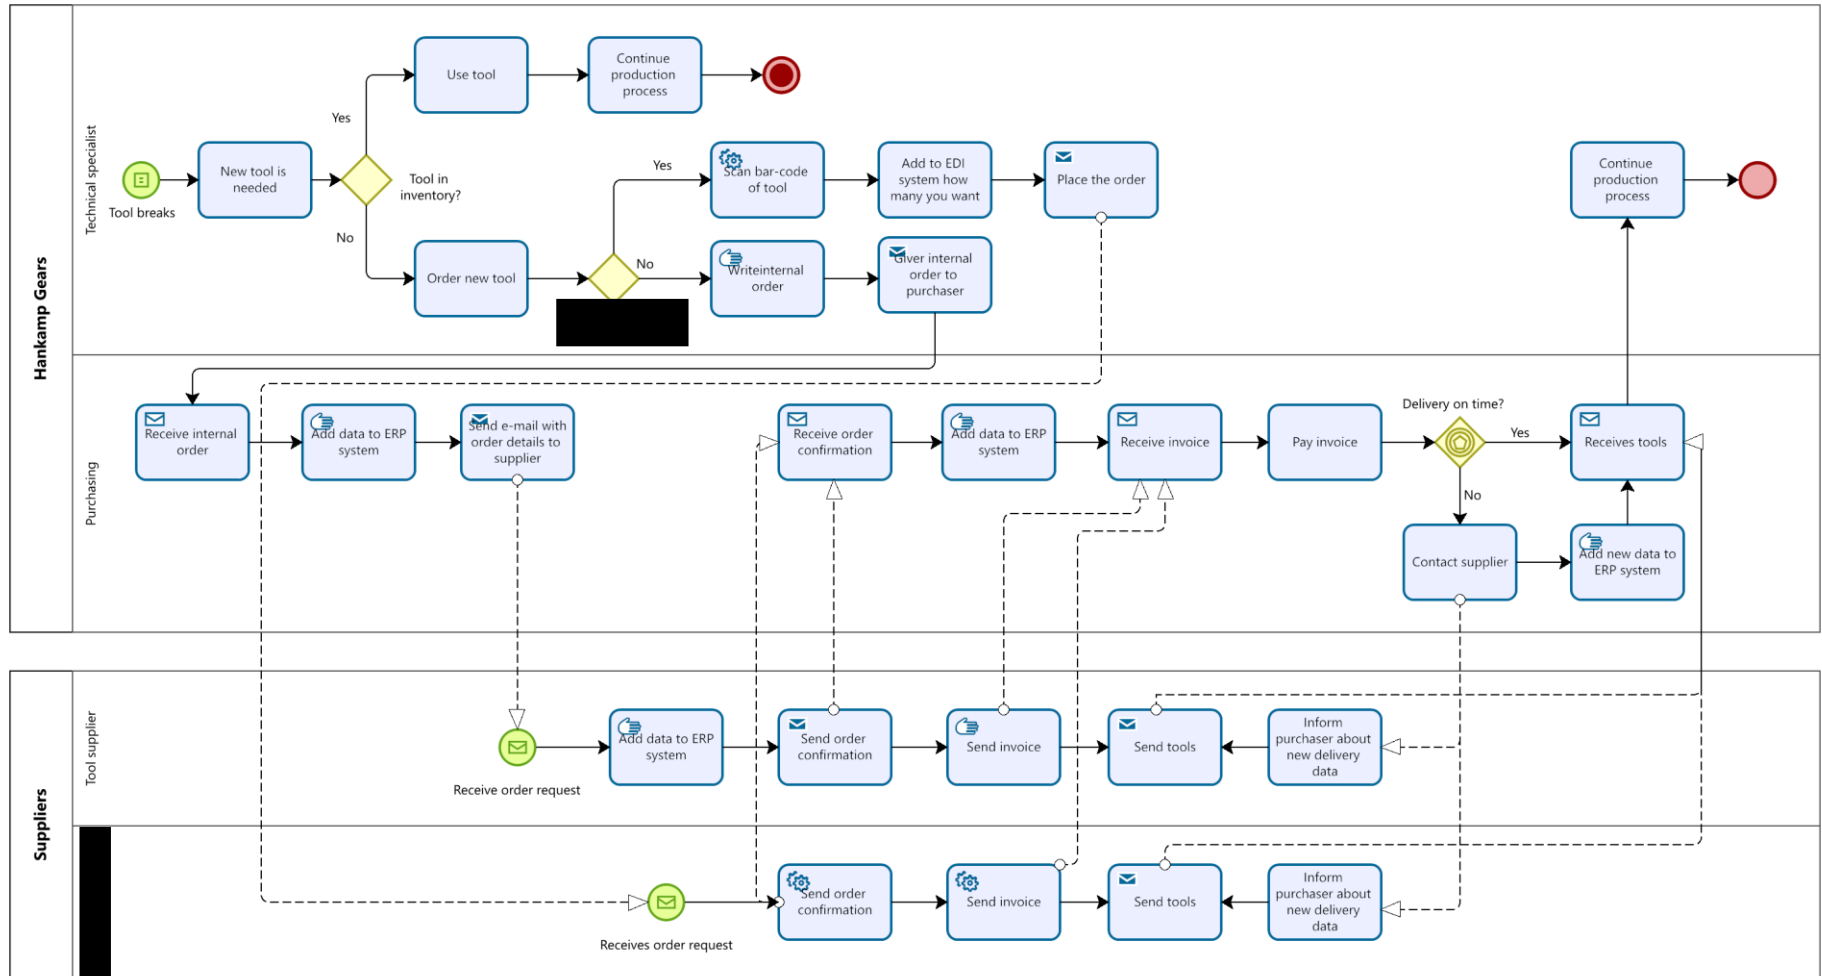 Hankamp Gears
Technical specialist
Tool breaks
New tool is
needed
Tool in
inventory?
Yes
No
Use tool
Continue
production
process
Order new tool
Yes
No
Scan bar-code
of tool
Add to EDI
system how
many you want
Place the order
Writeinternal
order
Giver internal
order to
purchaser
Continue
production
process
Purchasing
Receive internal
order
Add data to ERP
system
Send e-mail with
order details to
supplier
Receive order
confirmation
Add data to ERP
system
Receive invoice
Pay invoice
Delivery on time?
Yes
No
Receives tools
Contact supplier
Add new data to
ERP system
Suppliers
Tool supplier
Receive order request
Add data to ERP
system
Send order
confirmation
Send invoice
Send tools
Inform
purchaser about
new delivery
data
Receives order request
Send order
confirmation
Send invoice
Send tools
Inform
purchaser about
new delivery
data